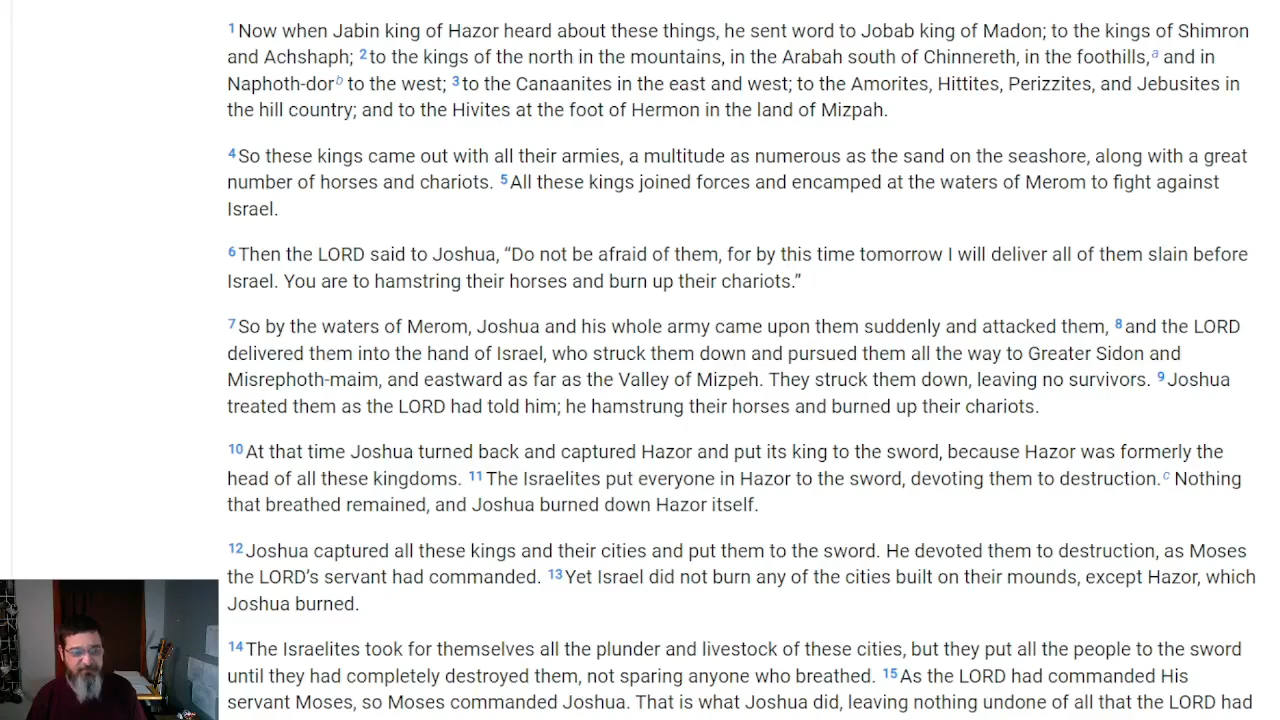 1 Now when Jabin king of Hazor heard about these things, he sent word to Jobab king of Madon; to the kings of Shimron
and Achshaph; 2 to the kings of the north in the mountains, in the Arabah south of Chinnereth, in the foothills,a and in
Naphoth-dorb to the west; 3 to the Canaanites in the east and west; to the Amorites, Hittites, Perizzites, and Jebusites in
the hill country; and to the Hivites at the foot of Hermon in the land of Mizpah.
4 So these kings came out with all their armies, a multitude as numerous as the sand on the seashore, along with a great
number of horses and chariots. 5 All these kings joined forces and encamped at the waters of Merom to fight against
Israel.
6 Then the LORD said to Joshua, “Do not be afraid of them, for by this time tomorrow I will deliver all of them slain before
Israel. You are to hamstring their horses and burn up their chariots.”
7 So by the waters of Merom, Joshua and his whole army came upon them suddenly and attacked them, 8 and the LORD
delivered them into the hand of Israel, who struck them down and pursued them all the way to Greater Sidon and
Misrephoth-maim, and eastward as far as the Valley of Mizpeh. They struck them down, leaving no survivors. 9 Joshua
treated them as the LORD had told him; he hamstrung their horses and burned up their chariots.
10 At that time Joshua turned back and captured Hazor and put its king to the sword, because Hazor was formerly the
head of all these kingdoms. 11 The Israelites put everyone in Hazor to the sword, devoting them to destruction.c Nothing
that breathed remained, and Joshua burned down Hazor itself.
12 Joshua captured all these kings and their cities and put them to the sword. He devoted them to destruction, as Moses
the LORD’s servant had commanded. 13 Yet Israel did not burn any of the cities built on their mounds, except Hazor, which
Joshua burned.
14 The Israelites took for themselves all the plunder and livestock of these cities, but they put all the people to the sword
until they had completely destroyed them, not sparing anyone who breathed. 15 As the LORD had commanded His
servant Moses, so Moses commanded Joshua. That is what Joshua did, leaving nothing undone of all that the LORD had